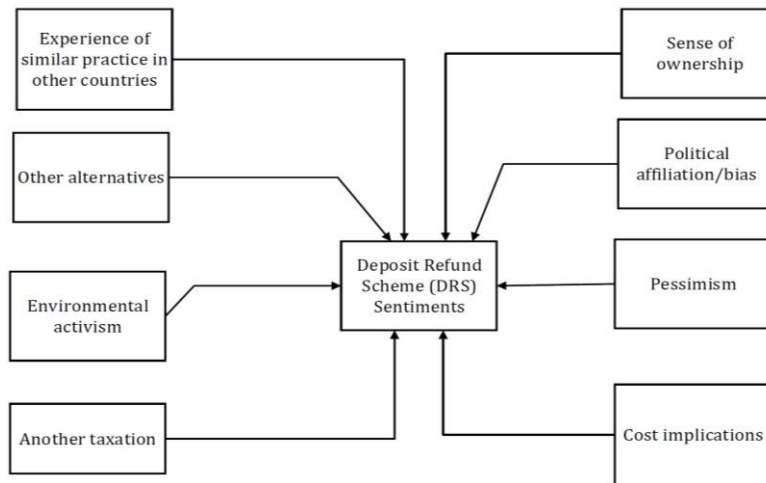 Experience of
similar practice in
other countries
Other alternatives
Environmental
activism
Another taxation
Deposit Refund
Scheme (DRS)
Sentiments
Sense of
ownership
Political
affiliation/bias
Pessimism
Cost implications